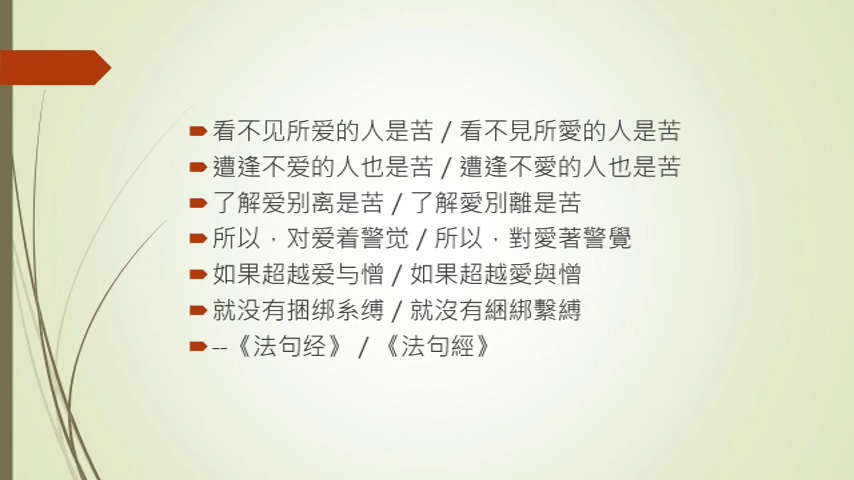 看不见所爱的人是苦 / 看不見所愛的人是苦
遭逢不爱的人也是苦 / 遭逢不愛的人也是苦
了解爱别离是苦 / 了解愛別離是苦
所以，对爱着警觉 / 所以，對愛著警覺
如果超越爱与憎 / 如果超越愛與憎
就没有捆绑系缚 / 就沒有綑綁繫縛
--《法句经》 / 《法句經》